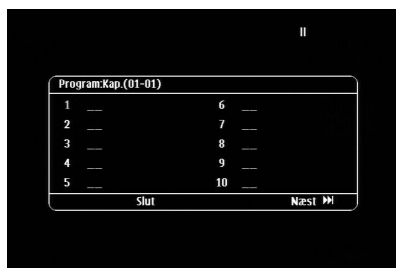 II
Program:Kap.(01-01)
1 __ 6 __
2 __ 7 __
3 __ 8 __
4 __ 9 __
5 __ 10 __
Slut Næst ⏭